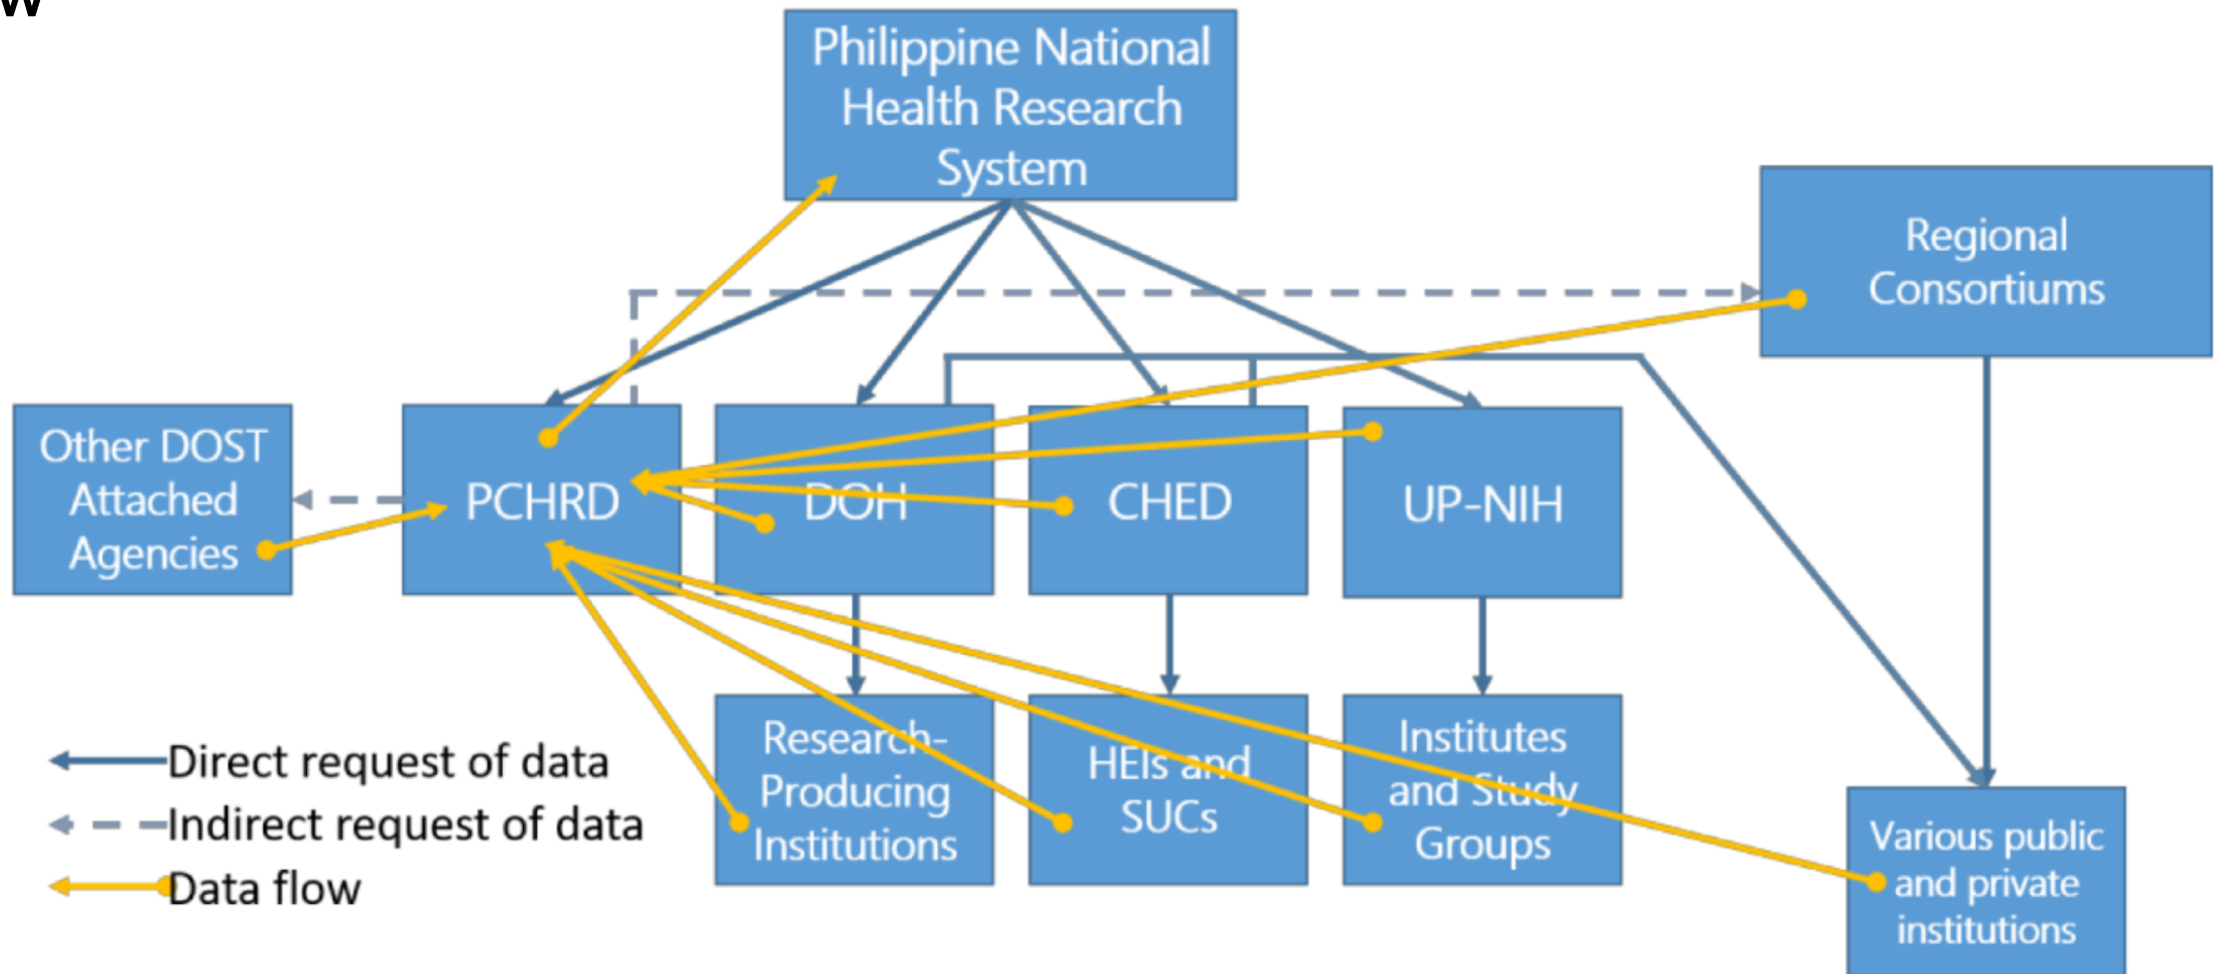 w
Philippine National
Health Research
System
Regional
Consortiums
Other DOST
Attached
Agencies
PCHRD
DOH
CHED
UP-NIH
Research-
Producing
Institutions
HEIs and
SUCs
Institutes
and Study
Groups
Various public
and private
institutions
Direct request of data
Indirect request of data
Data flow